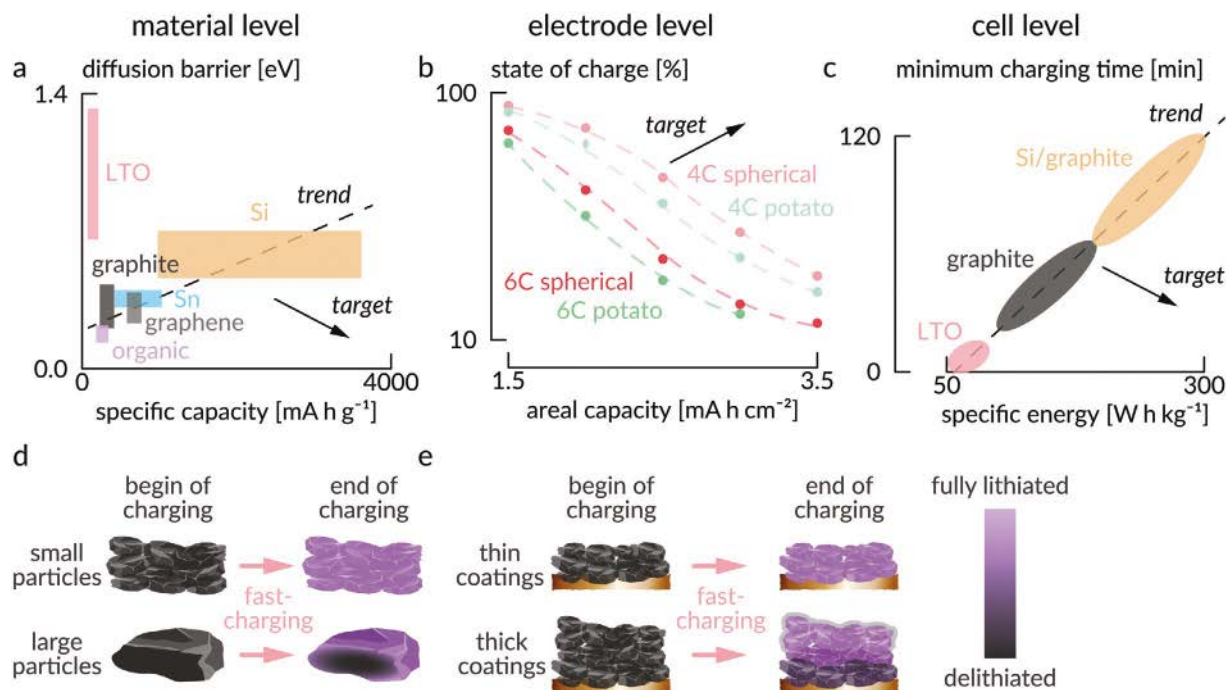 material level
electrode level
cell level
a
diffusion barrier [eV]
1.4
LTO
trend
Si
graphite
Sn
target
graphene
organic
0.0
0
4000
specific capacity [mA h g⁻¹]
b
state of charge [%]
100
target
4C spherical
4C potato
6C spherical
6C potato
10
1.5
3.5
areal capacity [mA h cm⁻²]
c
minimum charging time [min]
trend
120
Si/graphite
graphite
target
LTO
0
50
300
specific energy [W h kg⁻¹]
d
begin of
charging
end of
charging
small
particles
fast-
charging
large
particles
e
begin of
charging
end of
charging
thin
coatings
fast-
charging
thick
coatings
fully lithiated
delithiated